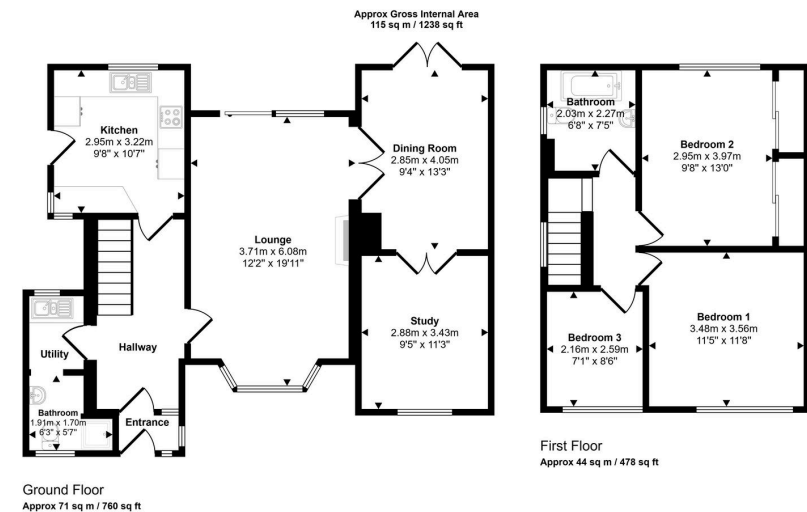 Approx Gross Internal Area
115 sq m / 1238 sq ft
Kitchen
2.95m x 3.22m
9'8" x 10'7"
Dining Room
2.85m x 4.05m
9'4" x 13'3"
Lounge
3.71m x 6.08m
12'2" x 19'11"
Study
2.88m x 3.43m
9'5" x 11'3"
Utility
Hallway
Bathroom
1.91m x 1.70m
6'3" x 5'7"
Entrance
Ground Floor
Approx 71 sq m / 760 sq ft
Bathroom
2.03m x 2.27m
6'8" x 7'5"
Bedroom 2
2.95m x 3.97m
9'8" x 13'0"
Bedroom 1
3.48m x 3.56m
11'5" x 11'8"
Bedroom 3
2.16m x 2.59m
7'1" x 8'6"
First Floor
Approx 44 sq m / 478 sq ft